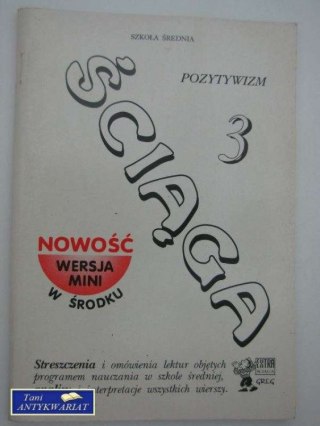 SZKOŁA ŚREDNIA
POZYTYWIZM
3
ŚCIĄGA
NOWOŚĆ
WERSJA
MINI
W ŚRODKU
Streszczenia i omówienia lektur objętych
programem nauczania w szkole średniej,
interpretacje wszystkich wierszy.
GREG
Tani
ANTYKWARIAT